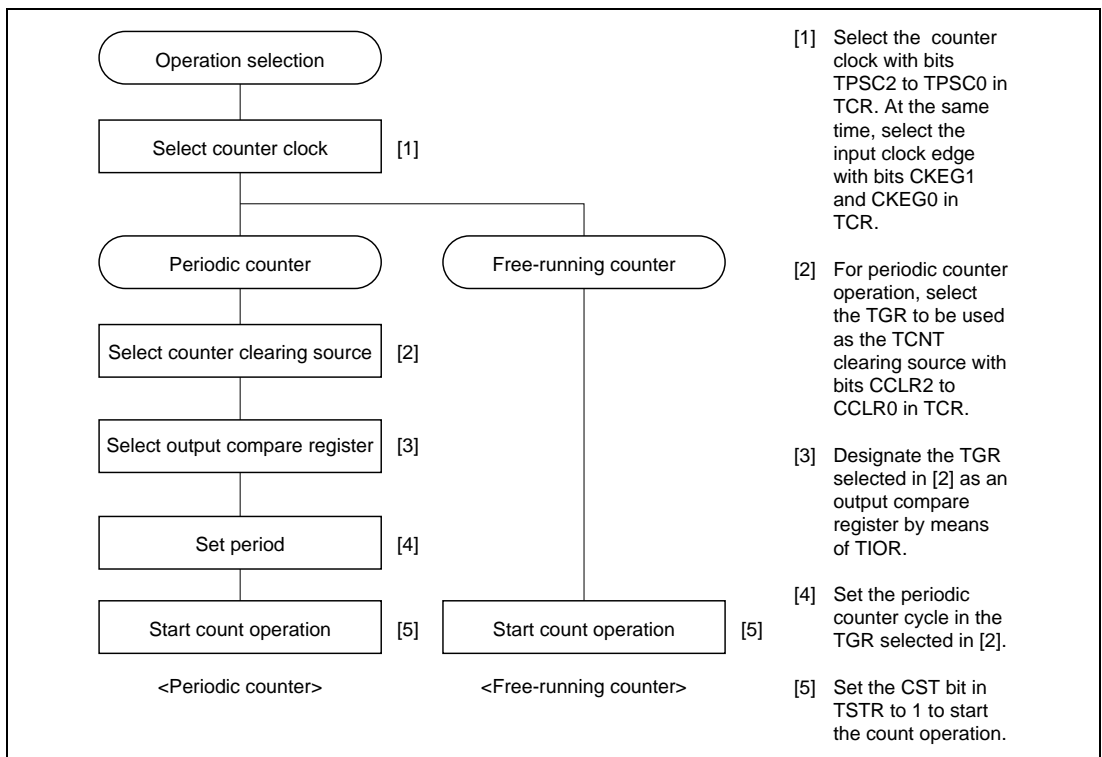 Operation selection
Select counter clock [1]
Periodic counter Free-running counter
Select counter clearing source [2]
Select output compare register [3]
Set period [4]
Start count operation [5] Start count operation [5]
<Periodic counter> <Free-running counter>
[1] Select the counter
clock with bits
TPSC2 to TPSC0 in
TCR. At the same
time, select the
input clock edge
with bits CKEG1
and CKEG0 in
TCR.
[2] For periodic counter
operation, select
the TGR to be used
as the TCNT
clearing source with
bits CCLR2 to
CCLR0 in TCR.
[3] Designate the TGR
selected in [2] as an
output compare
register by means
of TIOR.
[4] Set the periodic
counter cycle in the
TGR selected in [2].
[5] Set the CST bit in
TSTR to 1 to start
the count operation.